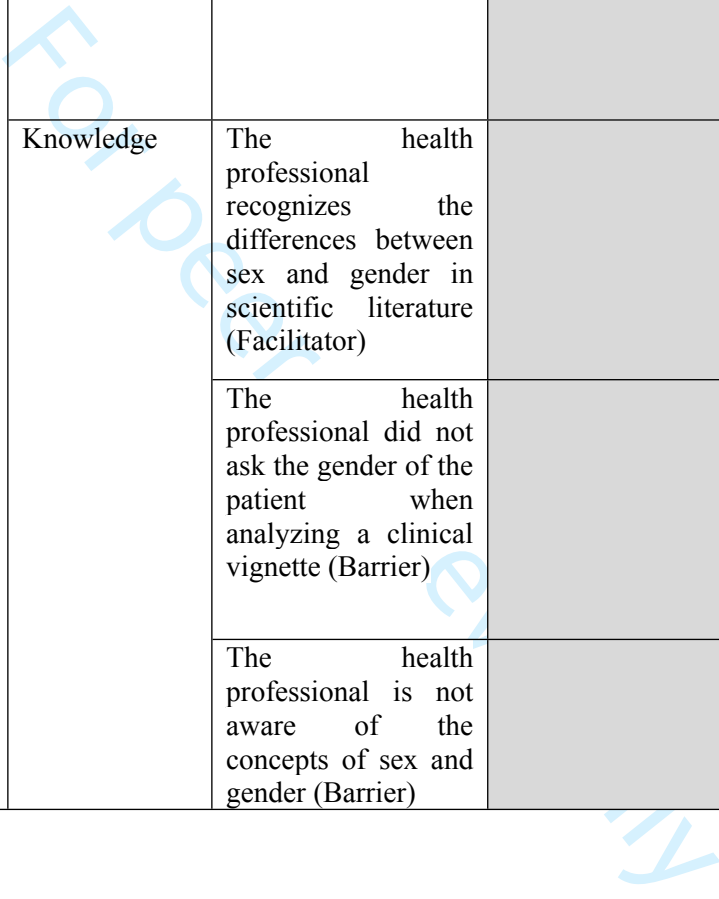 Knowledge
The health
professional
recognizes the
differences between
sex and gender in
scientific literature
(Facilitator)
The health
professional did not
ask the gender of the
patient when
analyzing a clinical
vignette (Barrier)
The health
professional is not
aware of the
concepts of sex and
gender (Barrier)
For peer